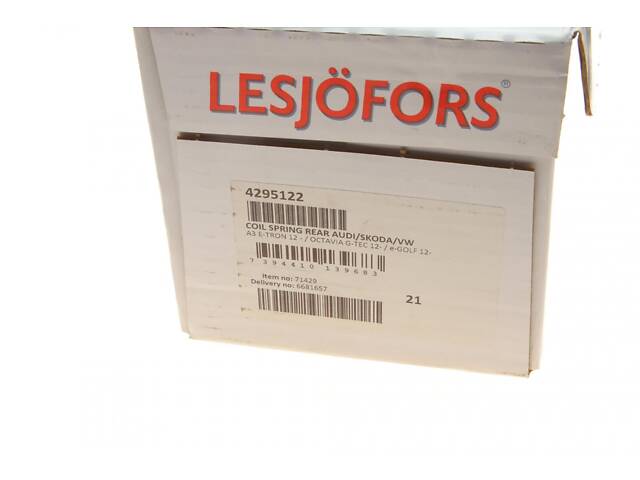 LESJÖFORS®
4295122
COIL SPRING REAR AUDI/SKODA/VW
A3 E-TRON 12 - / OCTAVIA G-TEC 12- / e-GOLF 12-
7 394410 139683
Item no: 71429
Delivery no: 6681657
21